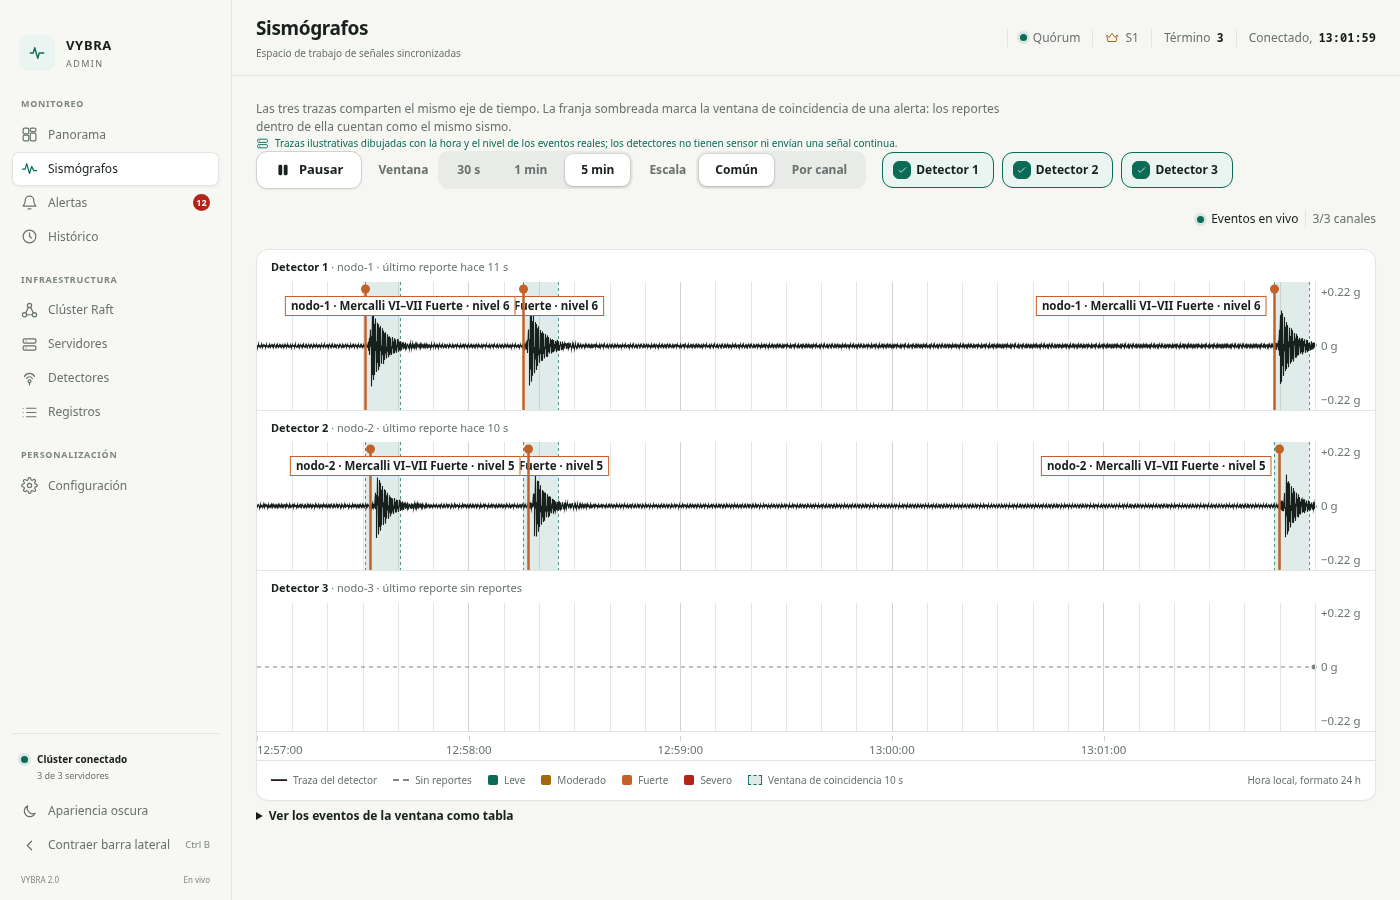 VYBRA
ADMIN
MONITOREO
Panorama
Sismógrafos
Alertas 12
Histórico
INFRAESTRUCTURA
Clúster Raft
Servidores
Detectores
Registros
PERSONALIZACIÓN
Configuración
Clúster conectado
3 de 3 servidores
Apariencia oscura
Contraer barra lateral Ctrl B
VYBRA 2.0 En vivo
Sismógrafos
Espacio de trabajo de señales sincronizadas
Quórum S1 Término 3 Conectado, 13:01:59
Las tres trazas comparten el mismo eje de tiempo. La franja sombreada marca la ventana de coincidencia de una alerta: los reportes
dentro de ella cuentan como el mismo sismo.
Trazas ilustrativas dibujadas con la hora y el nivel de los eventos reales; los detectores no tienen sensor ni envían una señal continua.
Pausar Ventana 30 s 1 min 5 min Escala Común Por canal Detector 1 Detector 2 Detector 3
Eventos en vivo 3/3 canales
Detector 1 · nodo-1 · último reporte hace 11 s
nodo-1 · Mercalli VI–VII Fuerte · nivel 6 Fuerte · nivel 6 nodo-1 · Mercalli VI–VII Fuerte · nivel 6
+0.22 g
0 g
−0.22 g
Detector 2 · nodo-2 · último reporte hace 10 s
nodo-2 · Mercalli VI–VII Fuerte · nivel 5 Fuerte · nivel 5 nodo-2 · Mercalli VI–VII Fuerte · nivel 5
+0.22 g
0 g
−0.22 g
Detector 3 · nodo-3 · último reporte sin reportes
+0.22 g
0 g
−0.22 g
12:57:00 12:58:00 12:59:00 13:00:00 13:01:00
Traza del detector Sin reportes Leve Moderado Fuerte Severo Ventana de coincidencia 10 s Hora local, formato 24 h
Ver los eventos de la ventana como tabla